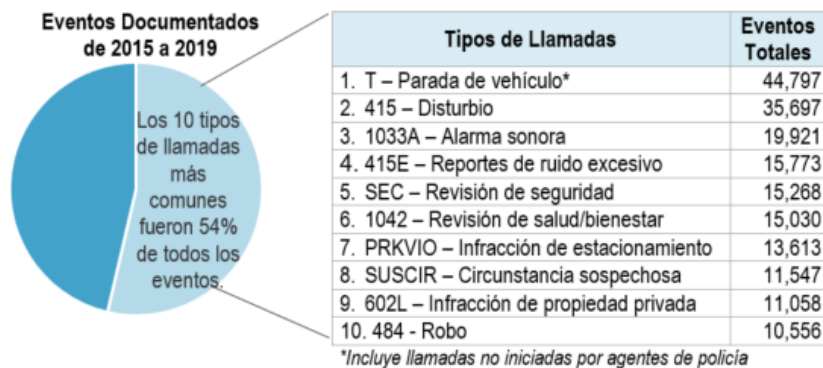 Eventos Documentados
de 2015 a 2019
Los 10 tipos
de llamadas
más
comunes
fueron 54%
de todos los
eventos.
Tipos de Llamadas Eventos Totales
1. T – Parada de vehículo* 44,797
2. 415 – Disturbio 35,697
3. 1033A – Alarma sonora 19,921
4. 415E – Reportes de ruido excesivo 15,773
5. SEC – Revisión de seguridad 15,268
6. 1042 – Revisión de salud/bienestar 15,030
7. PRKVIO – Infracción de estacionamiento 13,613
8. SUSCIR – Circunstancia sospechosa 11,547
9. 602L – Infracción de propiedad privada 11,058
10. 484 - Robo 10,556
*Incluye llamadas no iniciadas por agentes de policía